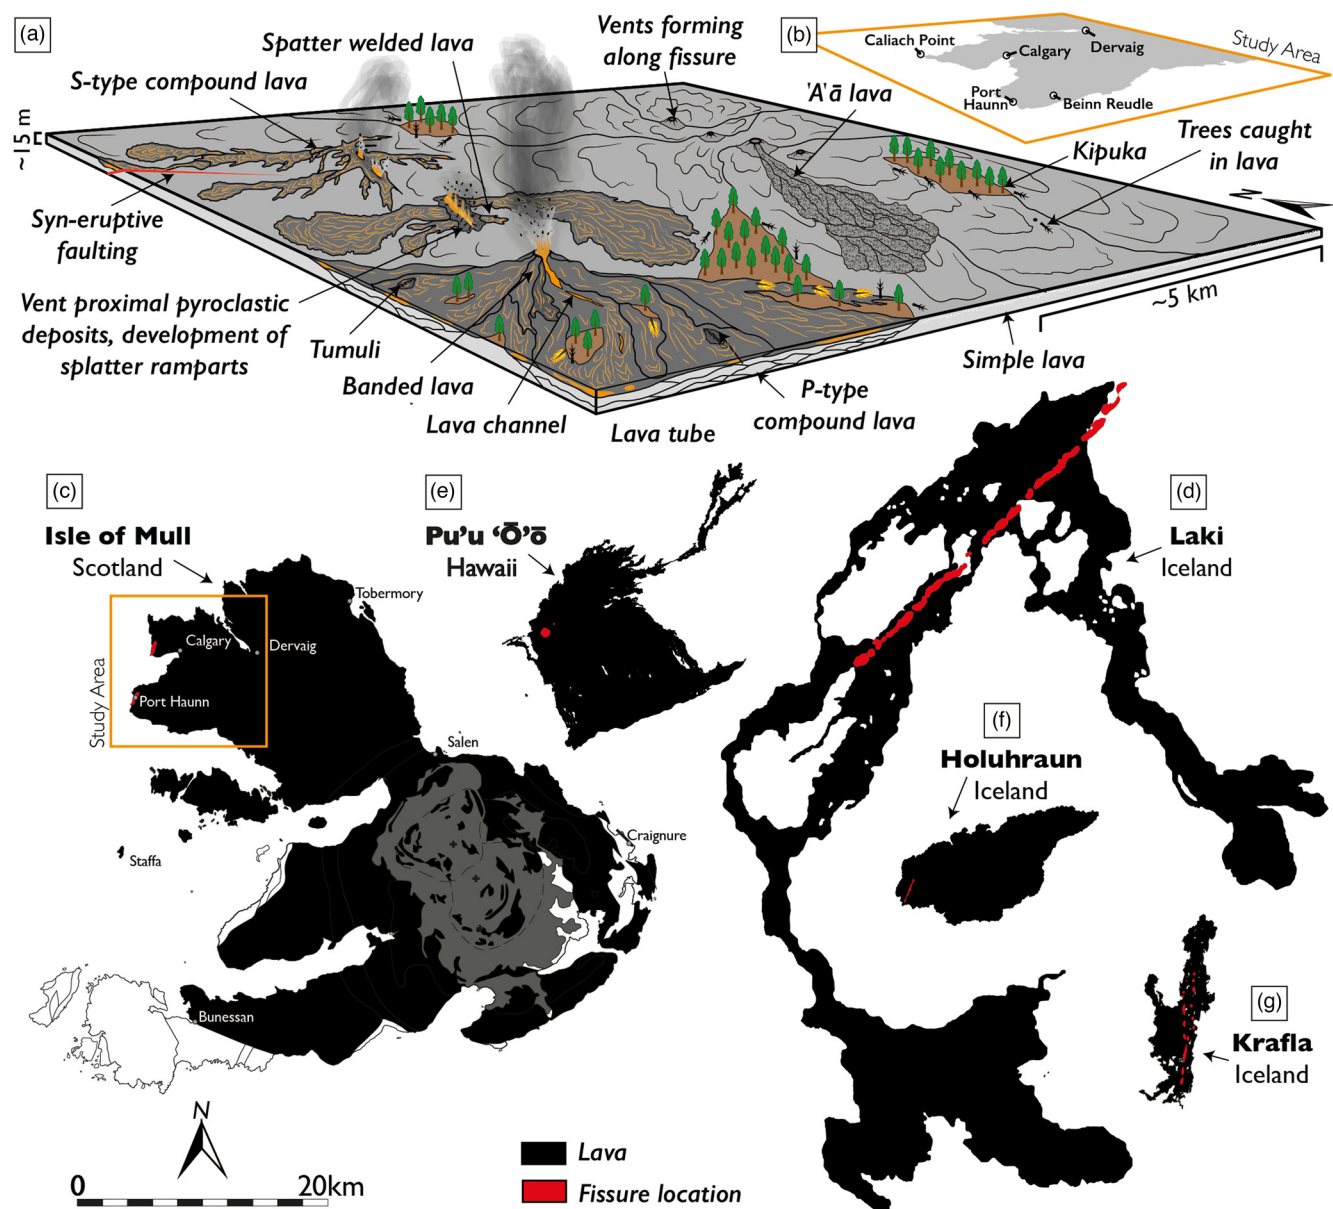 (a)
Spatter welded lava
S-type compound lava
Vents forming
along fissure
'A'ā lava
~15 m
Syn-eruptive
faulting
Vent proximal pyroclastic
deposits, development of
splatter ramparts
Tumuli
Banded lava
Lava channel
Lava tube
P-type
compound lava
Simple lava
~5 km
Kipuka
Trees caught
in lava
N
(b)
Study Area
Caliach Point
Calgary
Dervaig
Port
Haunn
Beinn Reudle
(c)
Isle of Mull
Scotland
Tobermory
Calgary
Dervaig
Port Haunn
Study Area
Salen
Craignure
Staffa
Bunessan
(e)
Pu'u ‘Ō’ō
Hawaii
(d)
Laki
Iceland
(f)
Holuhraun
Iceland
(g)
Krafla
Iceland
N
0
20km
Lava
Fissure location